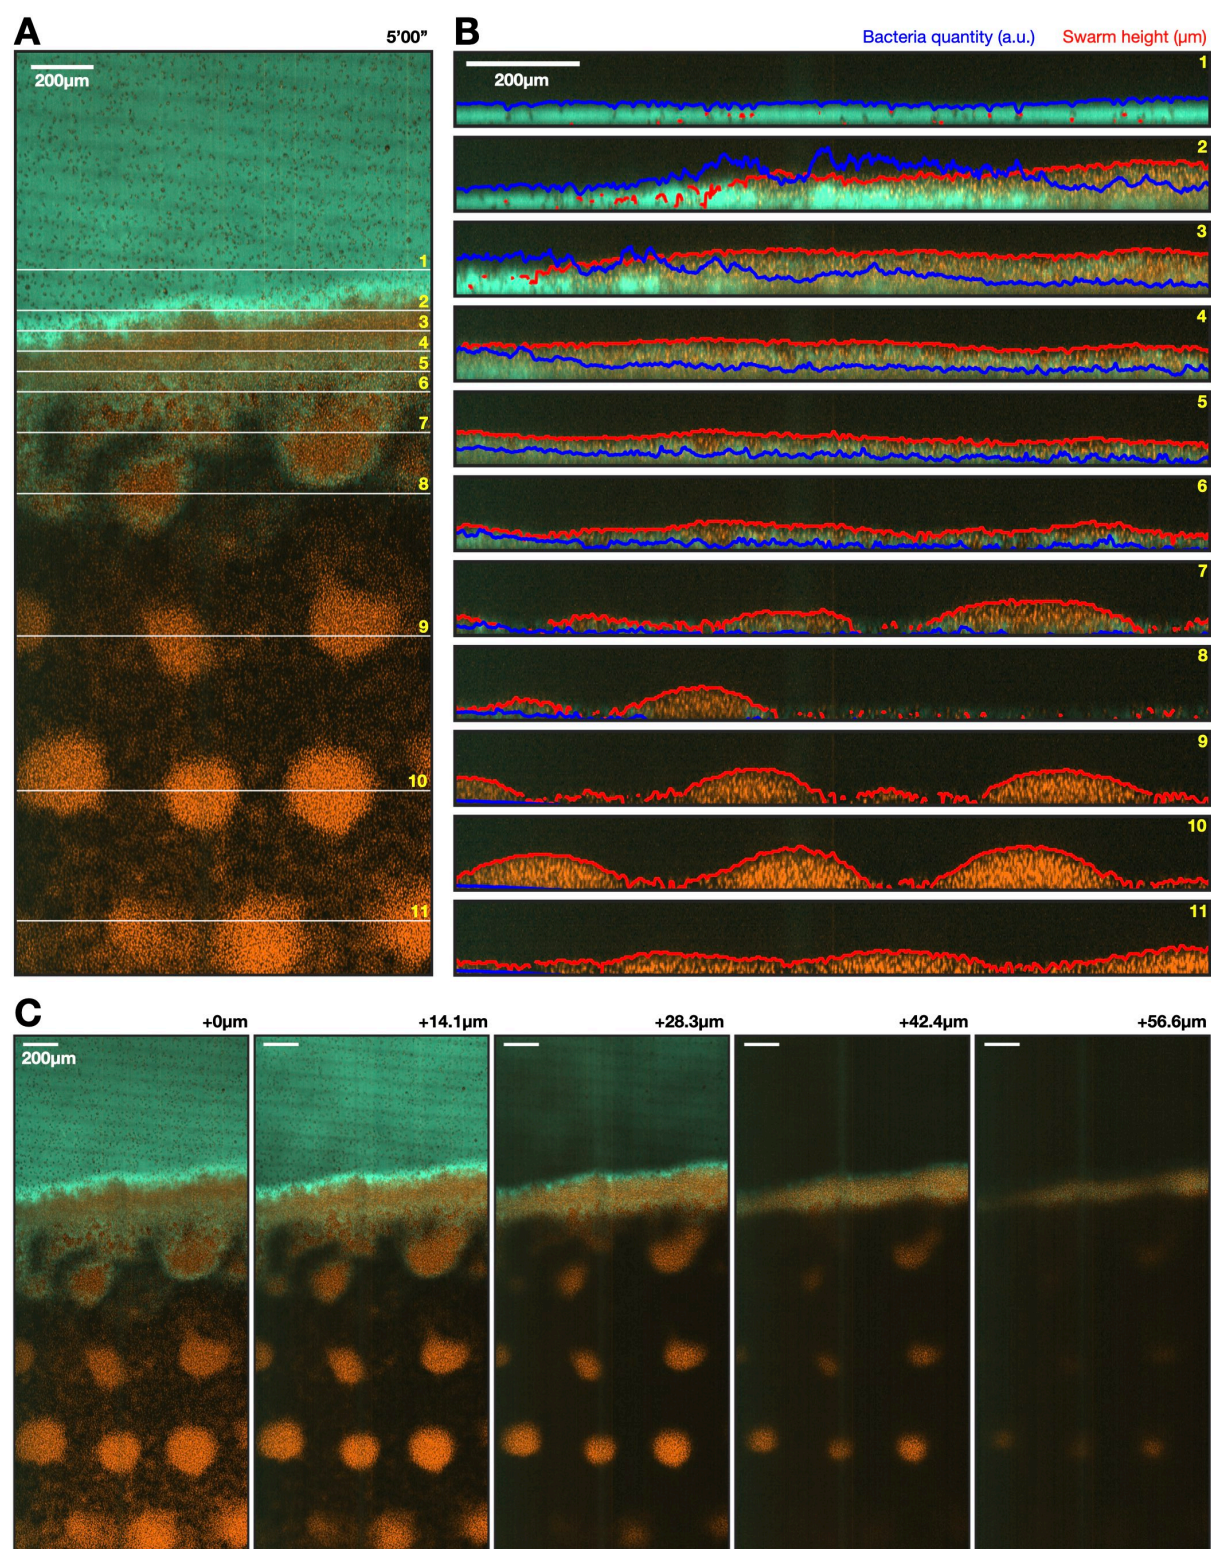 A
5'00"
200µm
1
2
3
4
5
6
7
8
9
10
11
B
Bacteria quantity (a.u.) Swarm height (µm)
200µm
1
2
3
4
5
6
7
8
9
10
11
C
+0µm
+14.1µm
+28.3µm
+42.4µm
+56.6µm
200µm